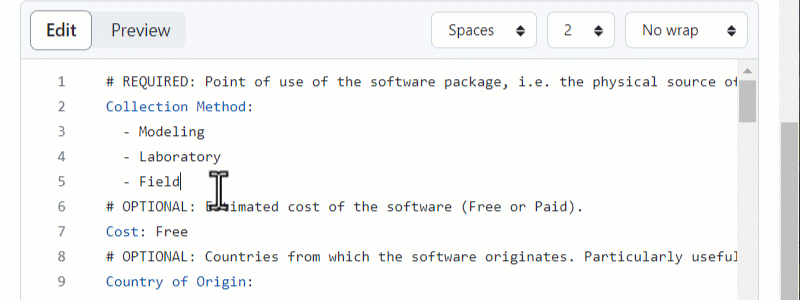 Edit Preview Spaces 2 No wrap
1 # REQUIRED: Point of use of the software package, i.e. the physical source of
2 Collection Method:
3 - Modeling
4 - Laboratory
5 - Field
6 # OPTIONAL: Estimated cost of the software (Free or Paid).
7 Cost: Free
8 # OPTIONAL: Countries from which the software originates. Particularly useful
9 Country of Origin: